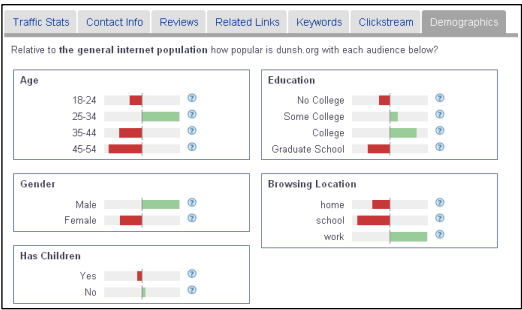 Traffic Stats Contact Info Reviews Related Links Keywords Clickstream Demographics
Relative to the general internet population how popular is dunsh.org with each audience below?
Age
18-24
25-34
35-44
45-54
Education
No College
Some College
College
Graduate School
Gender
Male
Female
Browsing Location
home
school
work
Has Children
Yes
No